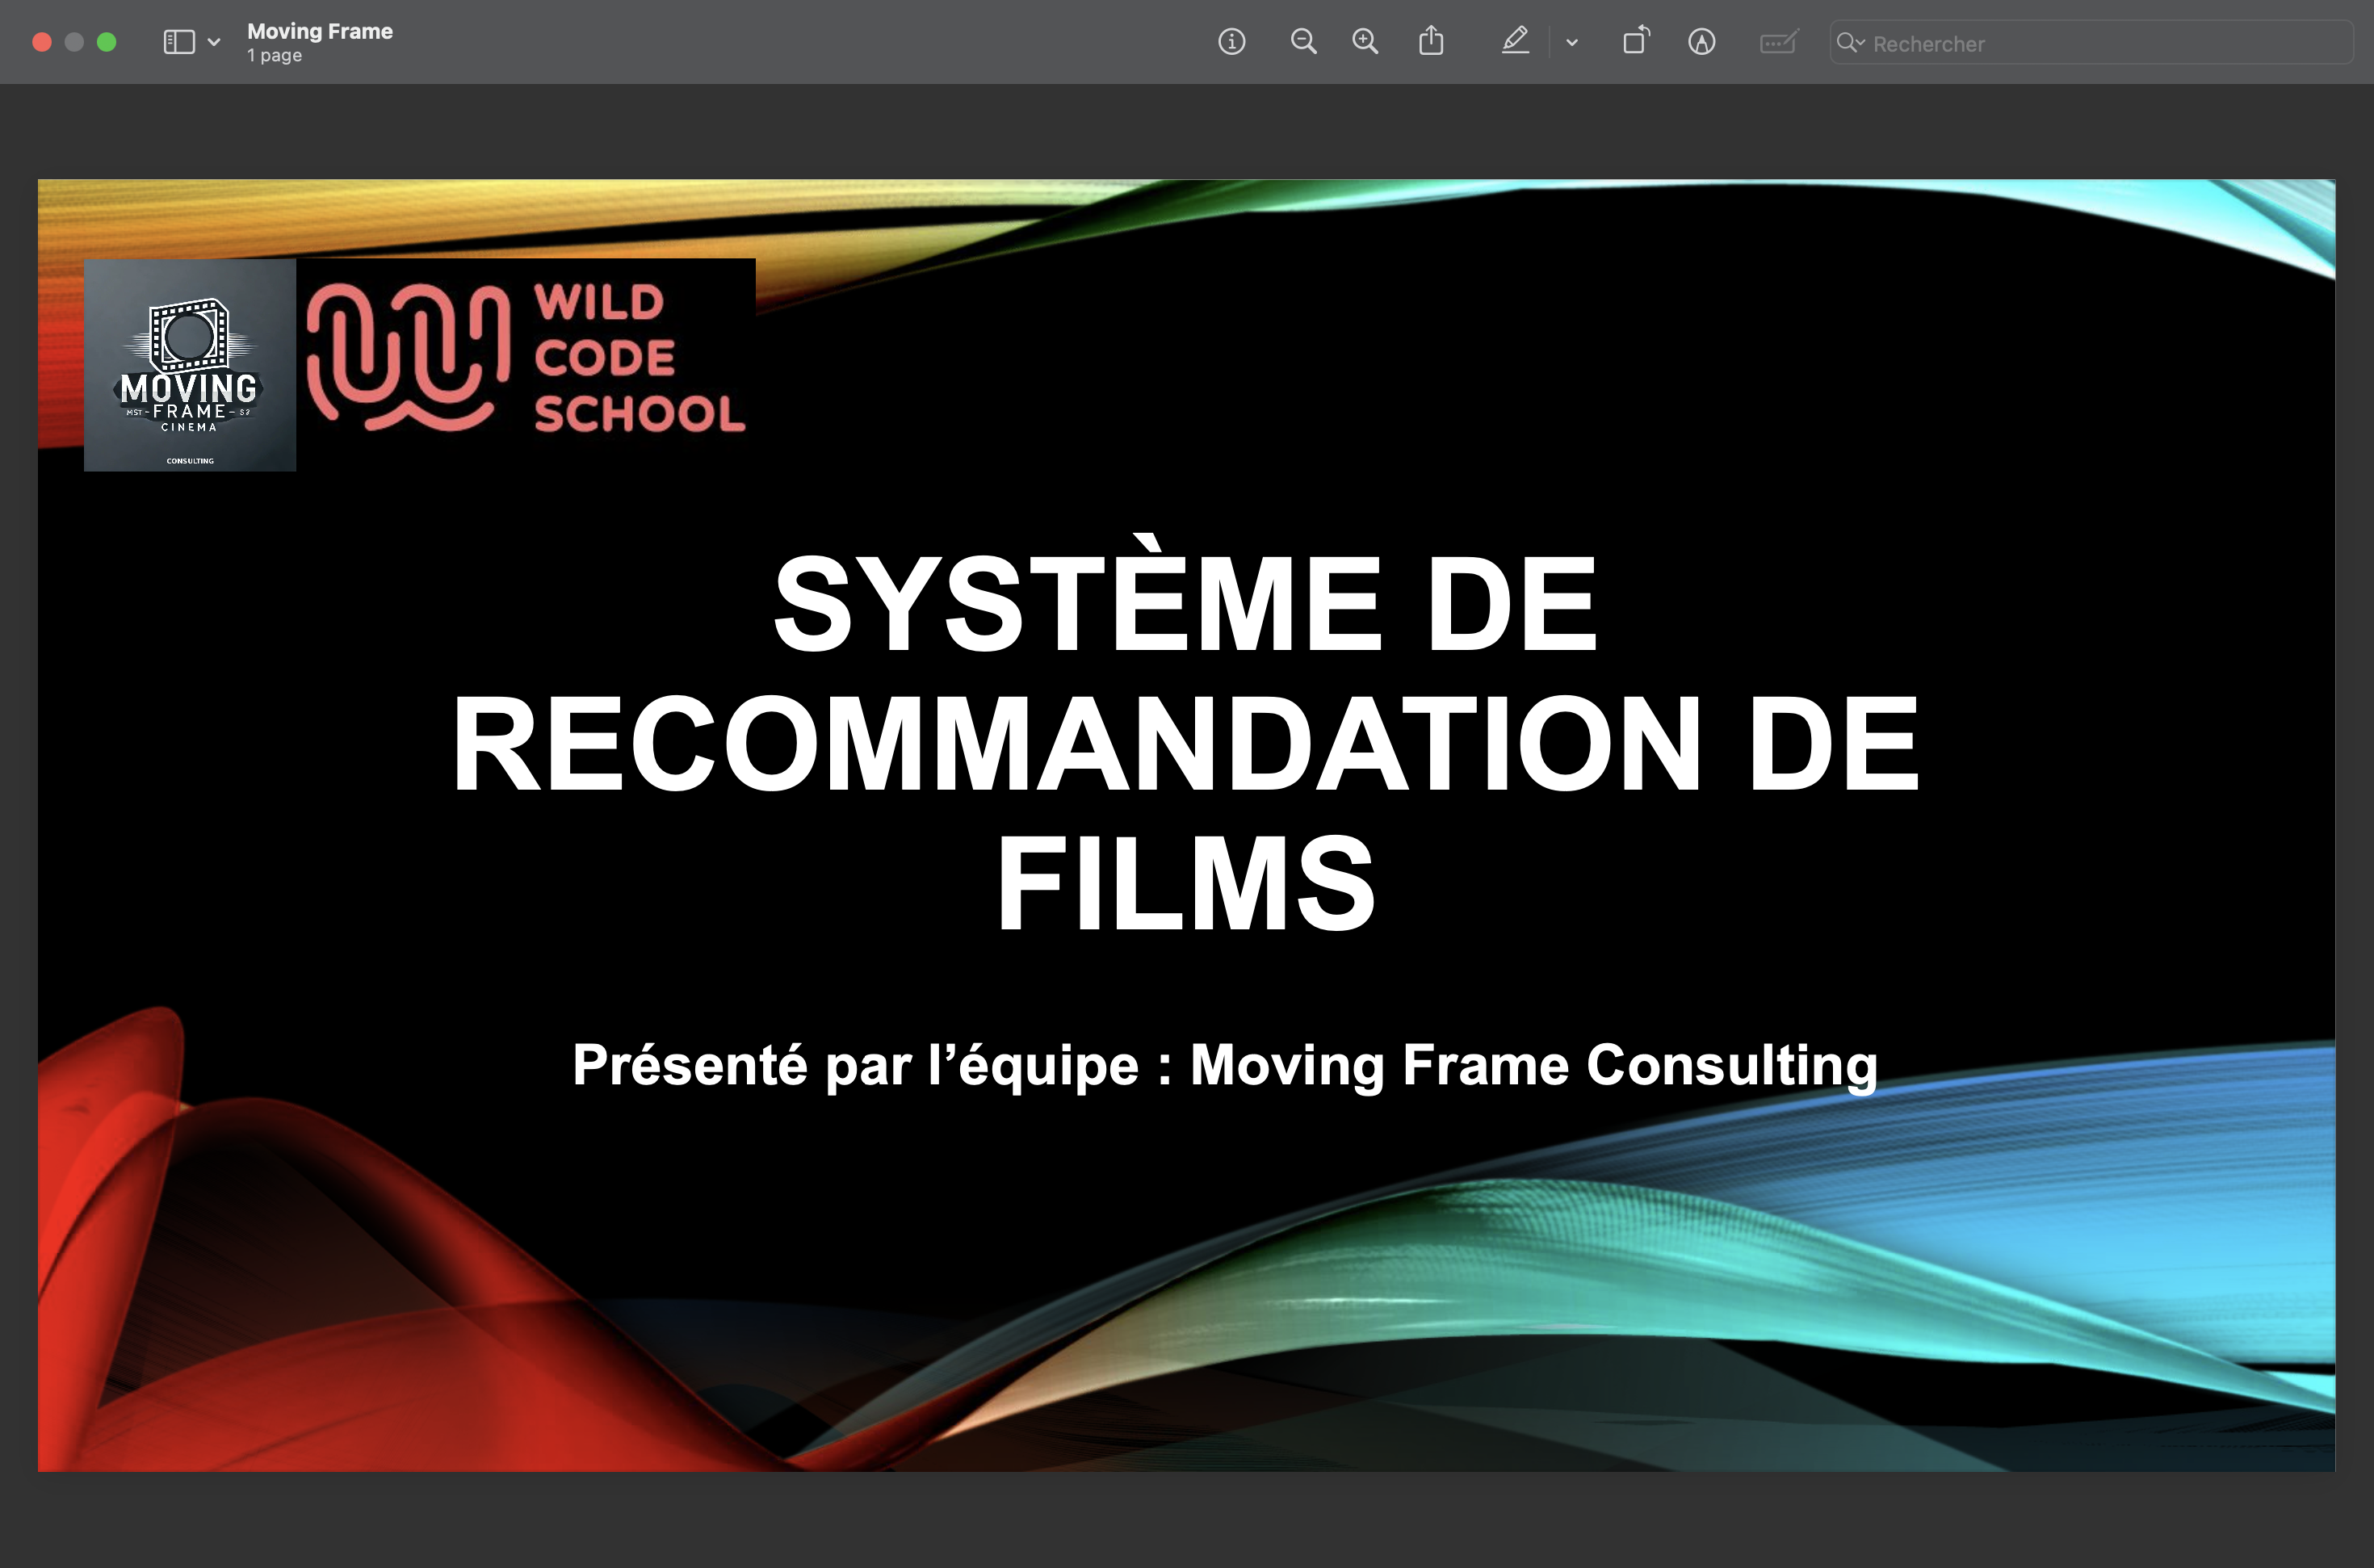 Moving Frame
1 page
Rechercher
MOVING
MST - FRAME - S3
CINEMA
CONSULTING
WILD
CODE
SCHOOL
SYSTÈME DE
RECOMMANDATION DE
FILMS
Présenté par l’équipe : Moving Frame Consulting